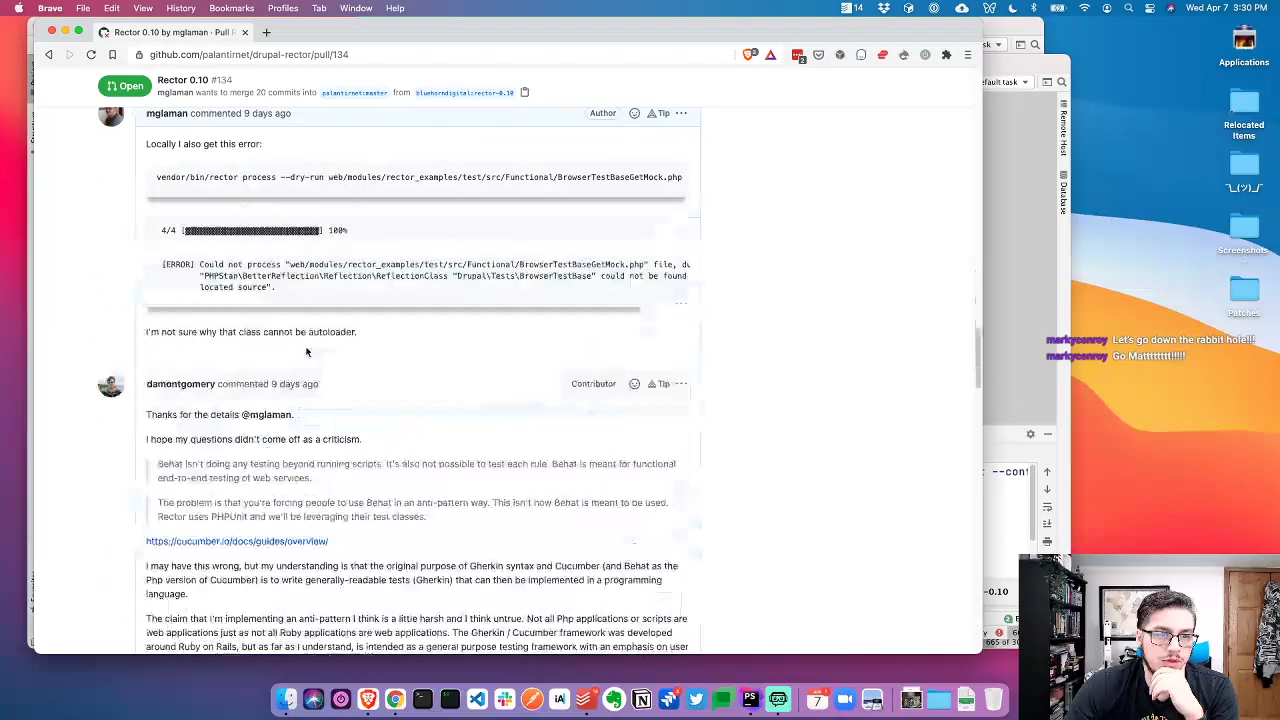 Brave File Edit View History Bookmarks Profiles Tab Window Help
14
Wed Apr 7 3:30 PM
Rector 0.10 by mglaman · Pull R
github.com/palantirnet/drupal-rector/pull/134
Open
Rector 0.10 #134
mglaman wants to merge 20 commits palantirnet:master from bluehorndigital:rector-0.10
mglaman commented 9 days ago
Author
Tip
Locally I also get this error:
vendor/bin/rector process --dry-run web/modules/rector_examples/test/src/Functional/BrowserTestBaseGetMock.php
4/4 [▓▓▓▓▓▓▓▓▓▓▓▓▓▓▓▓▓▓▓▓▓▓▓▓▓▓▓▓] 100%
[ERROR] Could not process "web/modules/rector_examples/test/src/Functional/BrowserTestBaseGetMock.php" file, du
"PHPStan\BetterReflection\Reflection\ReflectionClass "Drupal\Tests\BrowserTestBase" could not be found
located source".
I'm not sure why that class cannot be autoloader.
damontgomery commented 9 days ago
Contributor
Tip
Thanks for the details @mglaman.
I hope my questions didn't come off as a criticism.
Behat isn't doing any testing beyond running scripts. It's also not possible to test each rule. Behat is meant for functional
end-to-end testing of web services.
The problem is that you're forcing people to use Behat in an anti-pattern way. This isn't how Behat is meant to be used.
Rector uses PHPUnit and we'll be leveraging their test classes.
https://cucumber.io/docs/guides/overview/
I may have this wrong, but my understanding is that the original purpose of Gherkin syntax and Cucumber (and Behat as the
Php version of Cucumber) is to write generally-readable tests (Gherkin) that can then be implemented in a programming
language.
The claim that I'm implementing an anti-pattern I think is a little harsh and I think untrue. Not all Php applications or scripts are
web applications just as not all Ruby applications are web applications. The Gherkin / Cucumber framework was developed
around Ruby on Rails, but as far as I understand, is intended as a general purpose testing framework with an emphasis on user
efault task
Remote Host
Database
--conf
-0.10
665 of
Applications
Relocated
Items
¯\_(ツ)_/¯
Screenshots
Patches
markyconroy Let's go down the rabbit hole!!!
markyconroy Go Matttttttt!!!!!